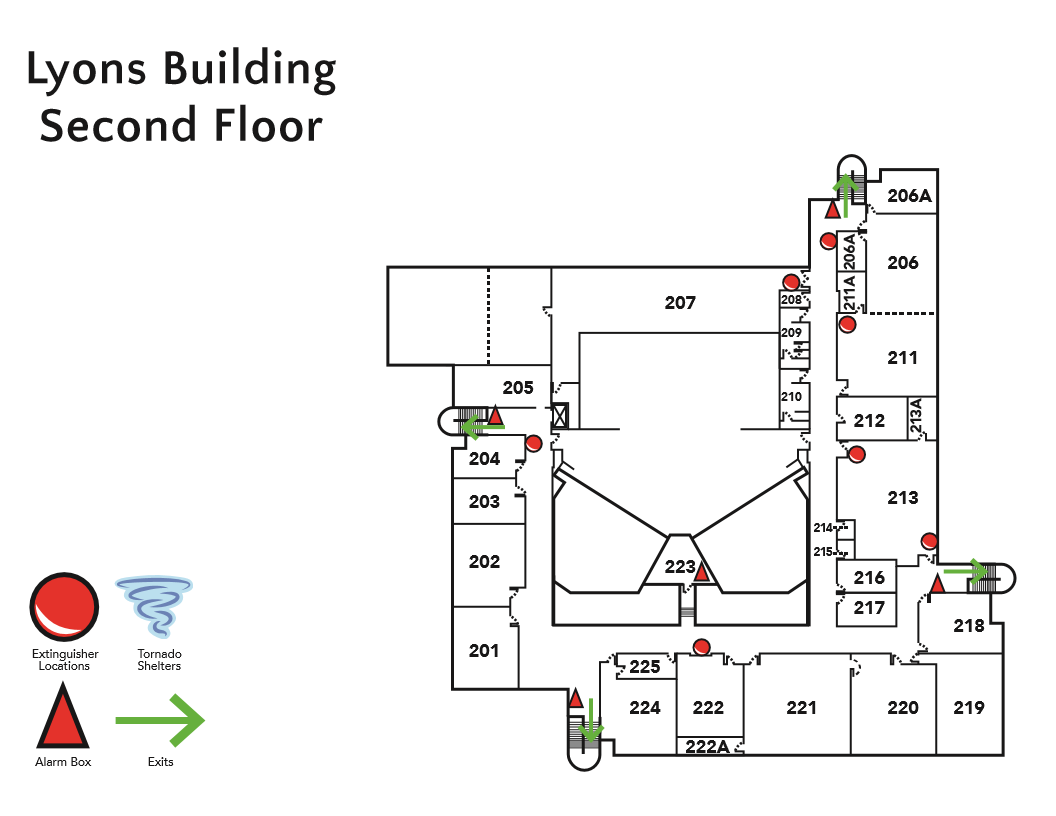 Lyons Building
Second Floor
206A
206A
206
207
208
211A
209
211
205
210
212
213A
204
203
213
214
215
202
223
216
217
218
201
225
224
222
221
220
219
222A
Extinguisher
Locations
Tornado
Shelters
Alarm Box
Exits